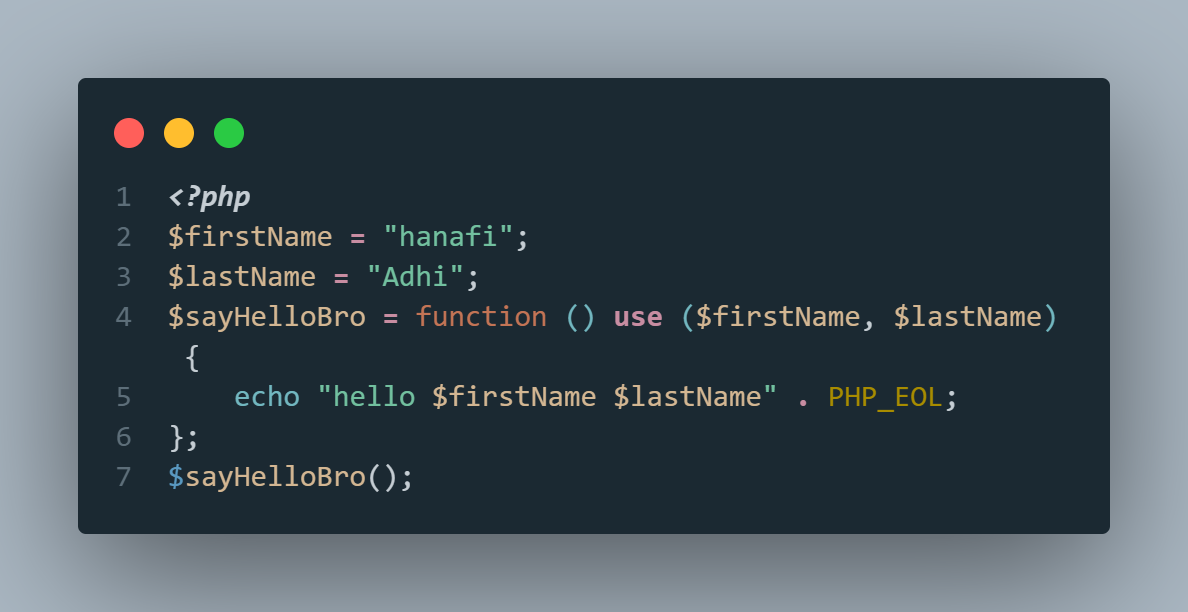 1 <?php
2 $firstName = "hanafi";
3 $lastName = "Adhi";
4 $sayHelloBro = function () use ($firstName, $lastName)
{
5 echo "hello $firstName $lastName" . PHP_EOL;
6 };
7 $sayHelloBro();